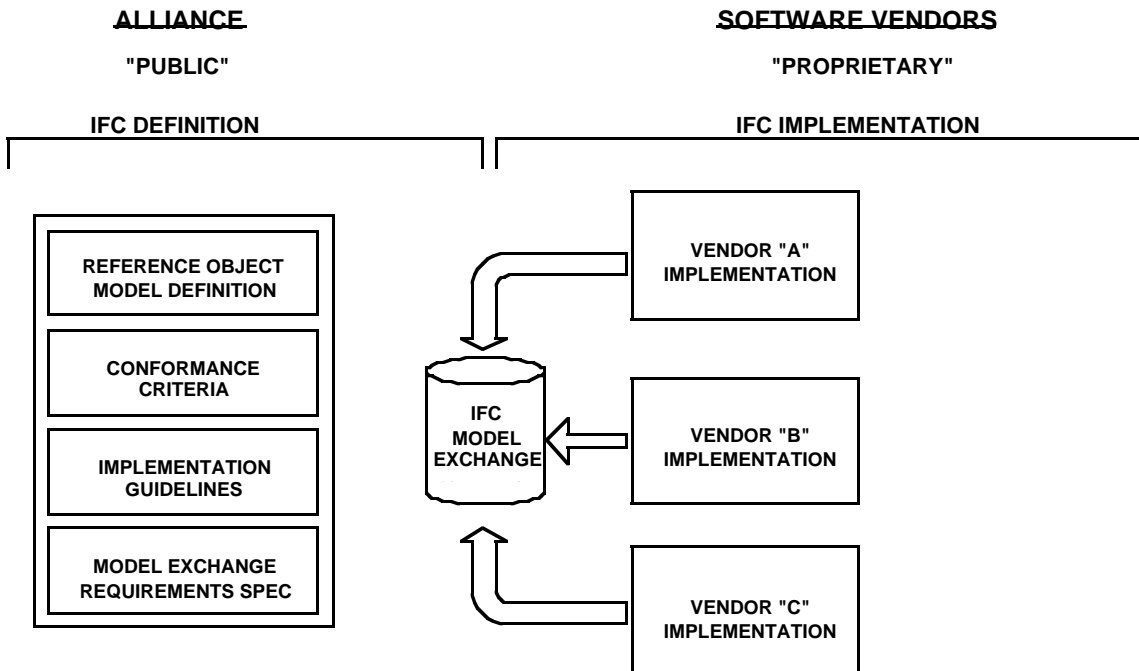 ALLIANCE
"PUBLIC"
IFC DEFINITION
REFERENCE OBJECT
MODEL DEFINITION
CONFORMANCE
CRITERIA
IMPLEMENTATION
GUIDELINES
MODEL EXCHANGE
REQUIREMENTS SPEC
SOFTWARE VENDORS
"PROPRIETARY"
IFC IMPLEMENTATION
IFC
MODEL
EXCHANGE
VENDOR "A"
IMPLEMENTATION
VENDOR "B"
IMPLEMENTATION
VENDOR "C"
IMPLEMENTATION